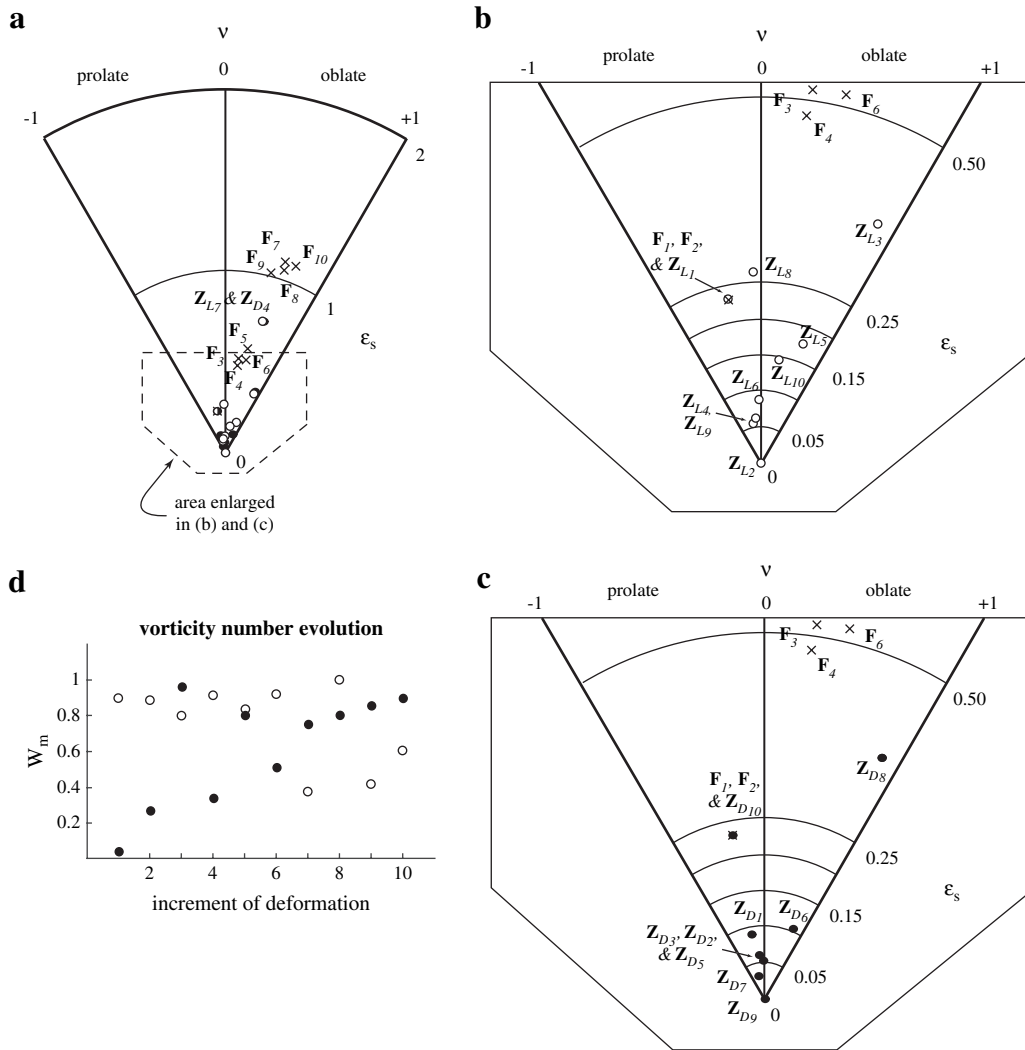 a
ν
prolate 0 oblate
-1 +1
2
F7
F9 F10
F8
ZL7 & ZD4
1
F5
εs
F3 F6
F4
0
area enlarged
in (b) and (c)
b
ν
prolate oblate
-1 0 +1
F3 F6
F4
0.50
ZL3
F1, F2,
& ZL1
ZL8
0.25
ZL5
εs
ZL6 ZL10
0.15
ZL4,
ZL9
0.05
ZL2
0
c
ν
prolate oblate
-1 0 +1
F3 F6
F4
0.50
ZD8
F1, F2,
& ZD10
0.25
εs
ZD1 ZD6
0.15
ZD3, ZD2,
& ZD5
ZD7
0.05
ZD9
0
d
vorticity number evolution
1
0.8
0.6
0.4
0.2
Wm
2 4 6 8 10
increment of deformation